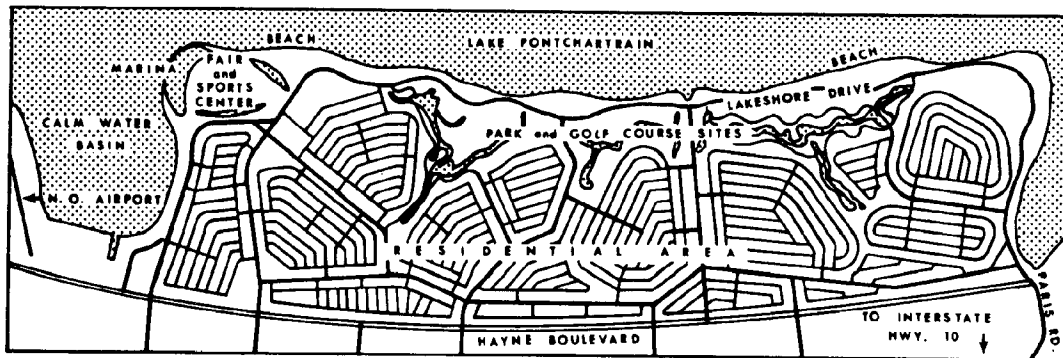 BEACH
LAKE PONTCHARTRAIN
BEACH
MARINA
FAIR
and
SPORTS
CENTER
LAKESHORE DRIVE
CALM WATER
BASIN
PARK and GOLF COURSE SITES
N.O. AIRPORT
RESIDENTIAL AREA
PARIS RD.
TO INTERSTATE
HWY. 10
HAYNE BOULEVARD